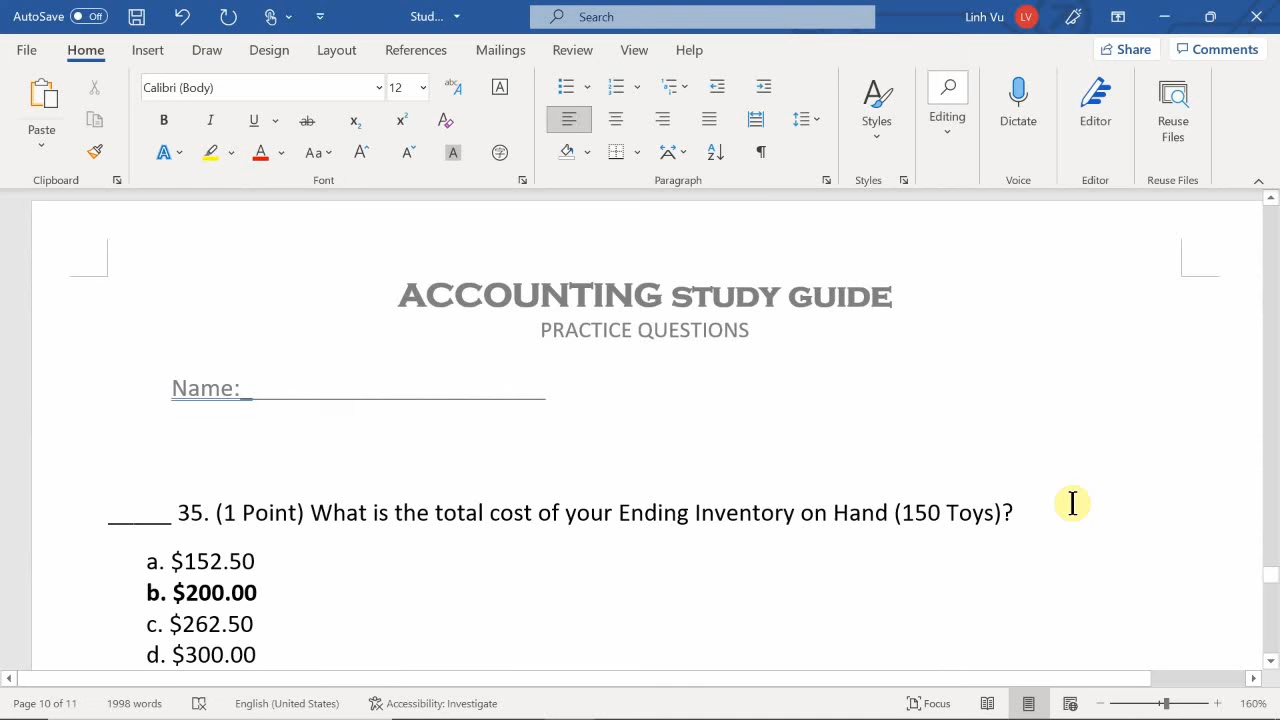 AutoSave Off Stud... Search Linh Vu LV
File Home Insert Draw Design Layout References Mailings Review View Help Share Comments
Calibri (Body) 12
Paste
Styles Editing Dictate Editor Reuse Files
Clipboard Font Paragraph Styles Voice Editor Reuse Files
ACCOUNTING STUDY GUIDE
PRACTICE QUESTIONS
Name:_
_____ 35. (1 Point) What is the total cost of your Ending Inventory on Hand (150 Toys)?
a. $152.50
b. $200.00
c. $262.50
d. $300.00
Page 10 of 11 1998 words English (United States) Accessibility: Investigate Focus 160%